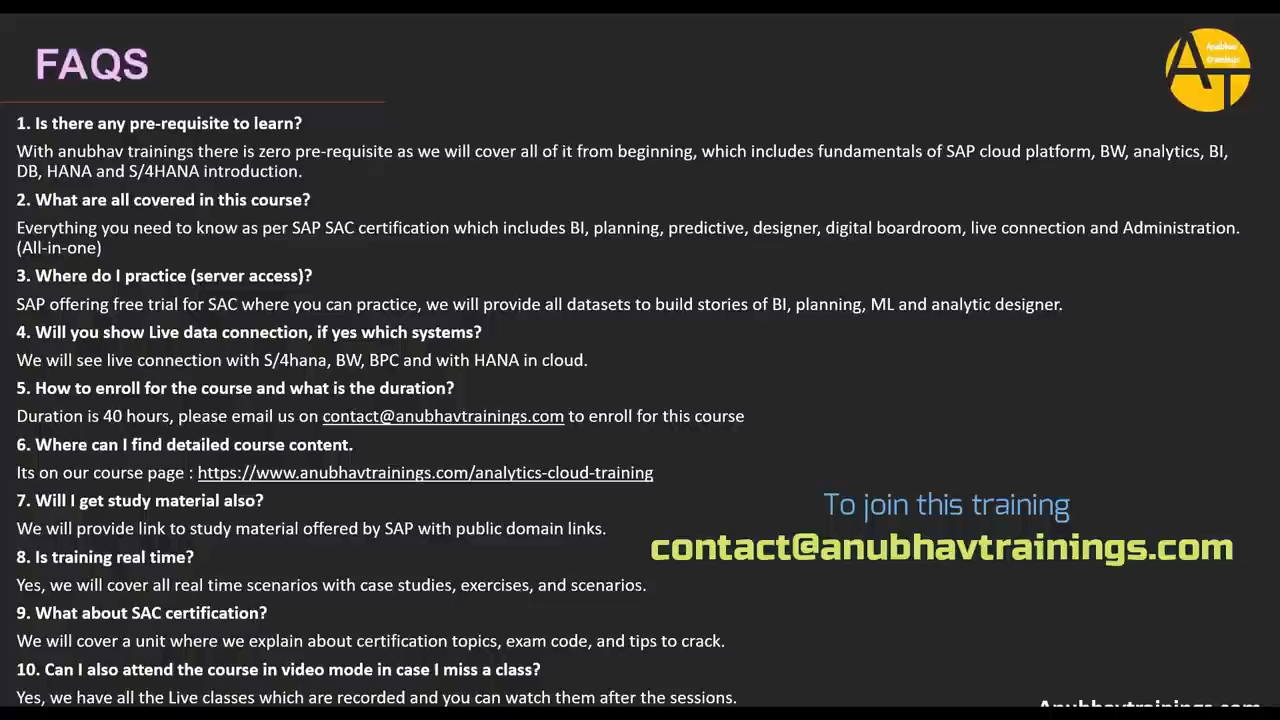 FAQS
Anubhav
trainings
1. Is there any pre-requisite to learn?
With anubhav trainings there is zero pre-requisite as we will cover all of it from beginning, which includes fundamentals of SAP cloud platform, BW, analytics, BI,
DB, HANA and S/4HANA introduction.
2. What are all covered in this course?
Everything you need to know as per SAP SAC certification which includes BI, planning, predictive, designer, digital boardroom, live connection and Administration.
(All-in-one)
3. Where do I practice (server access)?
SAP offering free trial for SAC where you can practice, we will provide all datasets to build stories of BI, planning, ML and analytic designer.
4. Will you show Live data connection, if yes which systems?
We will see live connection with S/4hana, BW, BPC and with HANA in cloud.
5. How to enroll for the course and what is the duration?
Duration is 40 hours, please email us on contact@anubhavtrainings.com to enroll for this course
6. Where can I find detailed course content.
Its on our course page : https://www.anubhavtrainings.com/analytics-cloud-training
7. Will I get study material also?
We will provide link to study material offered by SAP with public domain links.
To join this training
contact@anubhavtrainings.com
8. Is training real time?
Yes, we will cover all real time scenarios with case studies, exercises, and scenarios.
9. What about SAC certification?
We will cover a unit where we explain about certification topics, exam code, and tips to crack.
10. Can I also attend the course in video mode in case I miss a class?
Yes, we have all the Live classes which are recorded and you can watch them after the sessions.
Anubhavtrainings.com